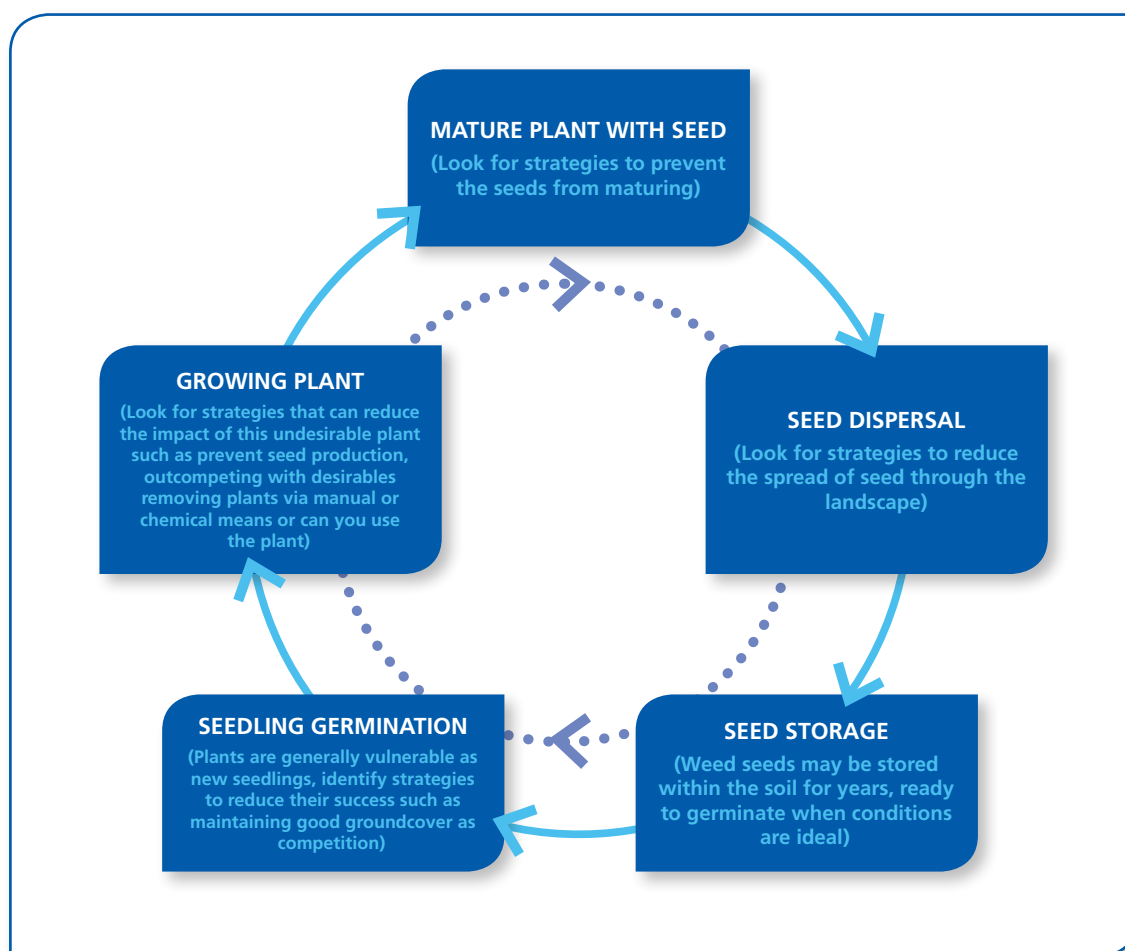 MATURE PLANT WITH SEED
(Look for strategies to prevent
the seeds from maturing)
SEED DISPERSAL
(Look for strategies to reduce
the spread of seed through the
landscape)
SEED STORAGE
(Weed seeds may be stored
within the soil for years, ready
to germinate when conditions
are ideal)
SEEDLING GERMINATION
(Plants are generally vulnerable as
new seedlings, identify strategies
to reduce their success such as
maintaining good groundcover as
competition)
GROWING PLANT
(Look for strategies that can reduce
the impact of this undesirable plant
such as prevent seed production,
outcompeting with desirables
removing plants via manual or
chemical means or can you use
the plant)